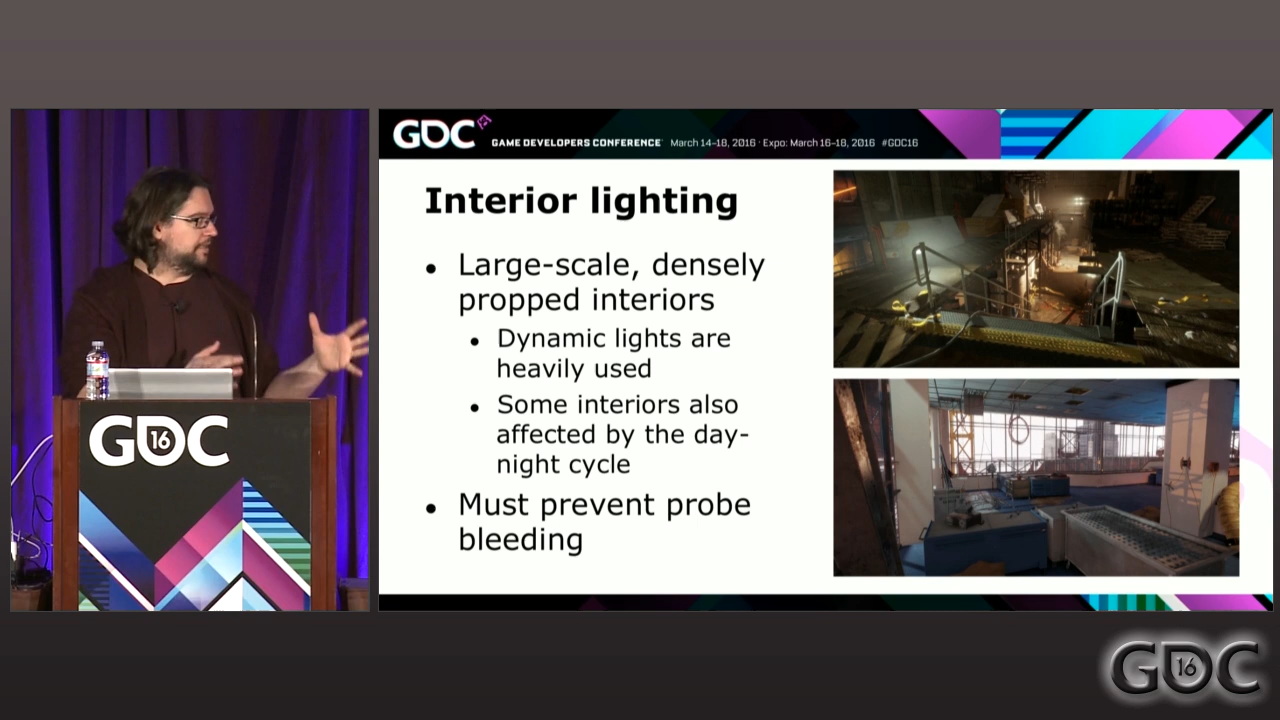 GDC
GAME DEVELOPERS CONFERENCE March 14-18, 2016 · Expo: March 16-18, 2016 #GDC16
Interior lighting
• Large-scale, densely
propped interiors
• Dynamic lights are
heavily used
• Some interiors also
affected by the day-
night cycle
• Must prevent probe
bleeding
GDC
16
GDC
16